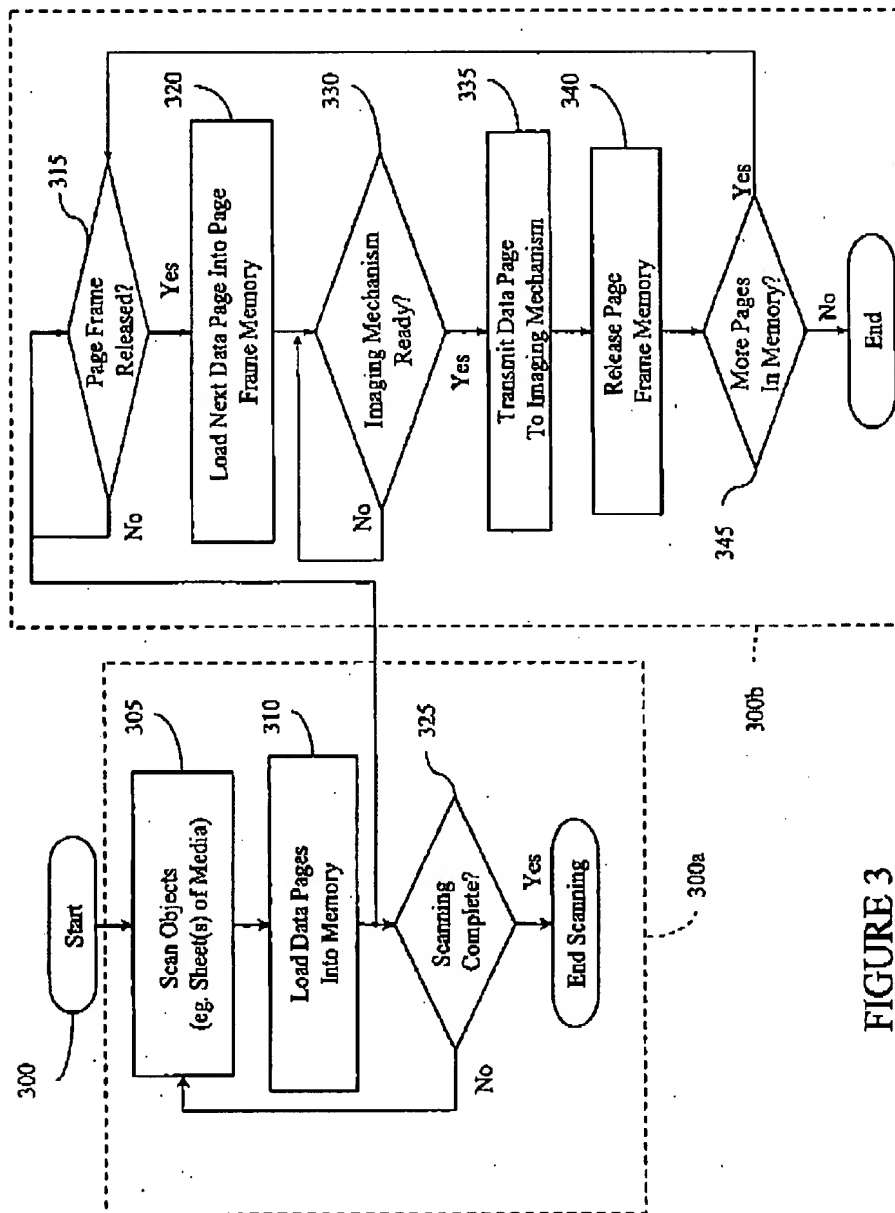 300
Start
305
Scan Objects
(eg. Sheet(s) of Media)
310
Load Data Pages
Into Memory
325
Scanning
Complete?
No
Yes
End Scanning
300a
315
Page Frame
Released?
No
Yes
320
Load Next Data Page Into Page
Frame Memory
330
Imaging Mechanism
Ready?
No
Yes
335
Transmit Data Page
To Imaging Mechanism
340
Release Page
Frame Memory
345
More Pages
In Memory?
Yes
No
End
300b
FIGURE 3